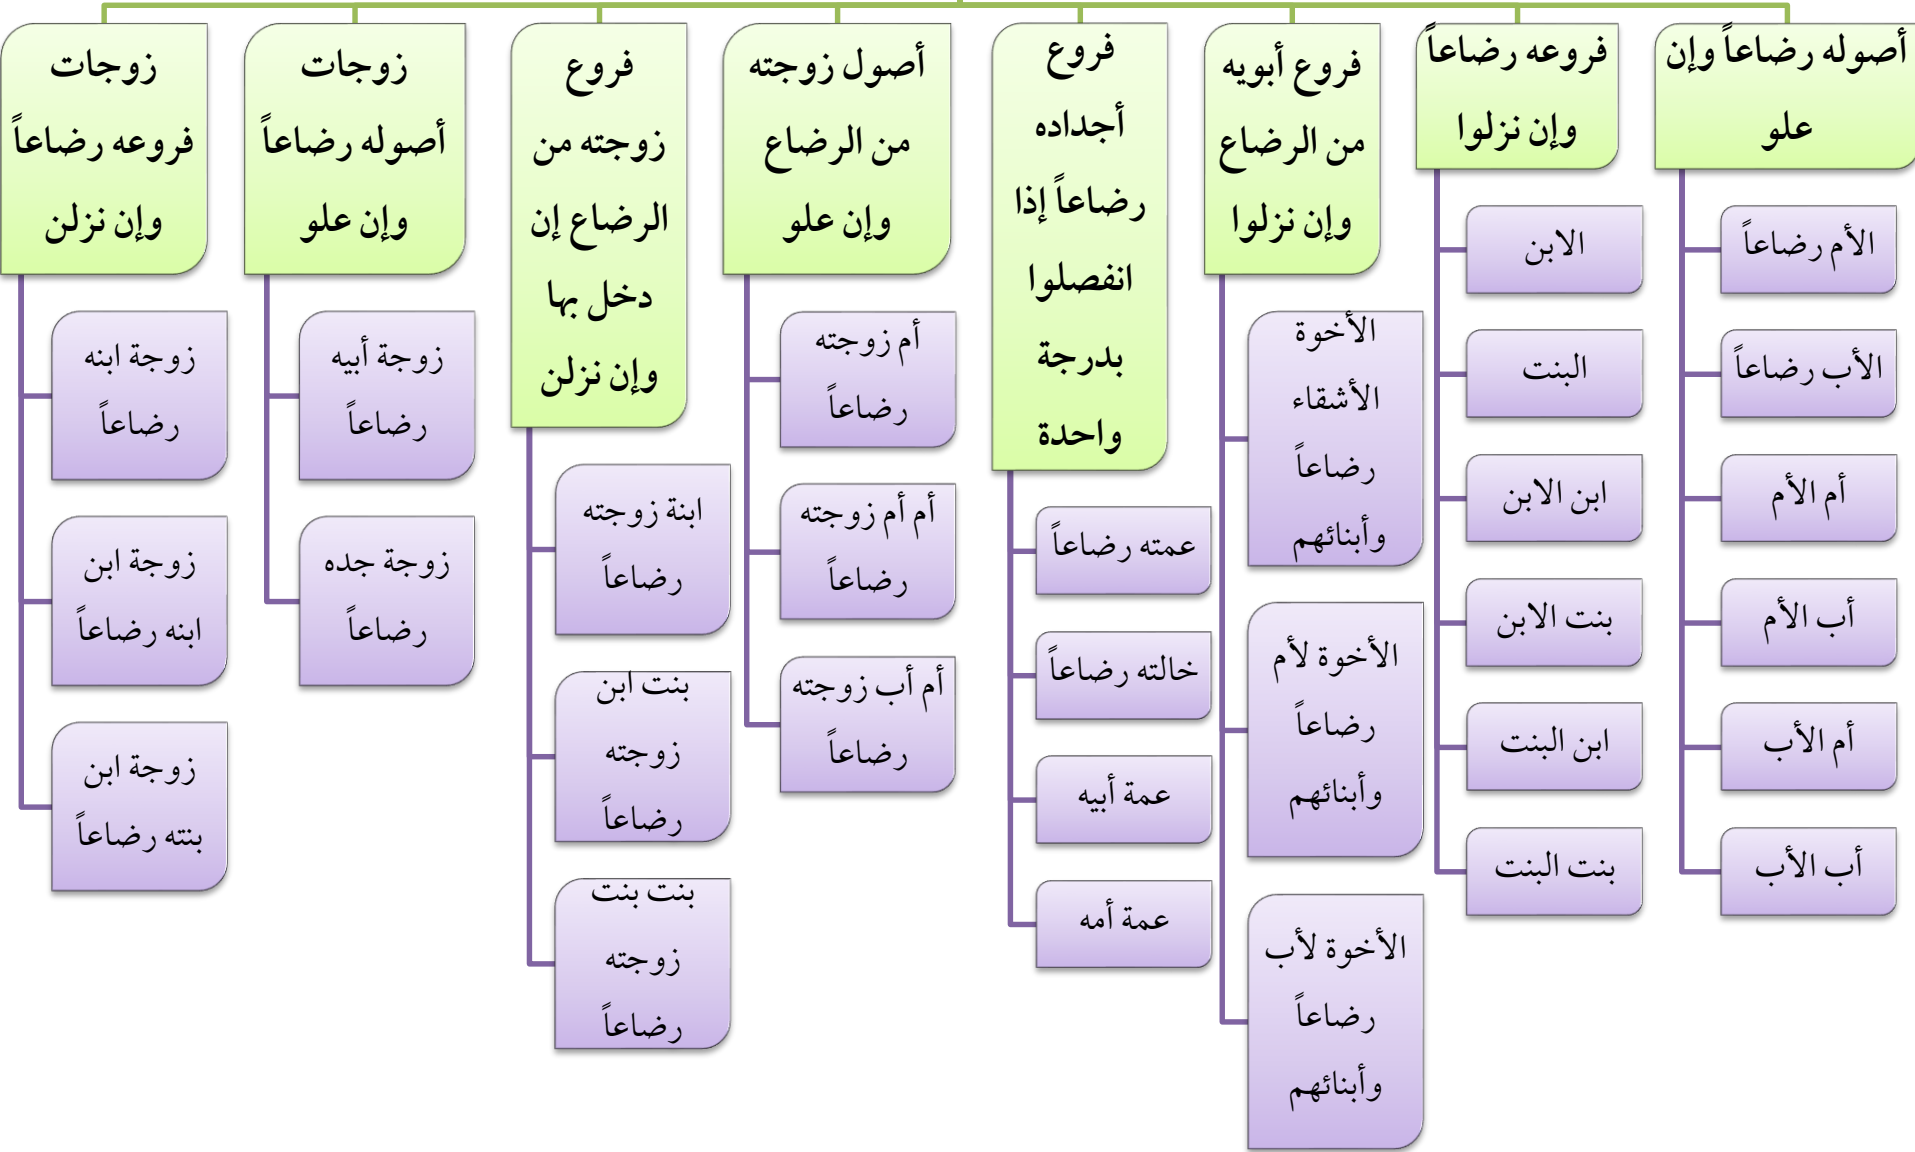 أصوله رضاعاً وإن
علو
الأم رضاعاً
الأب رضاعاً
أم الأم
أب الأم
أم الأب
أب الأب
فروعه رضاعاً
وإن نزلوا
الابن
البنت
ابن الابن
بنت الابن
ابن البنت
بنت البنت
فروع أبويه
من الرضاع
وإن نزلوا
الأخوة
الأشقاء
رضاعاً
وأبنائهم
الأخوة لأم
رضاعاً
وأبنائهم
الأخوة لأب
رضاعاً
وأبنائهم
فروع
أجداده
رضاعاً إذا
انفصلوا
بدرجة
واحدة
عمته رضاعاً
خالته رضاعاً
عمة أبيه
عمة أمه
أصول زوجته
من الرضاع
وإن علو
أم زوجته
رضاعاً
أم أم زوجته
رضاعاً
أم أب زوجته
رضاعاً
فروع
زوجته من
الرضاع إن
دخل بها
وإن نزلن
ابنة زوجته
رضاعاً
بنت ابن
زوجته
رضاعاً
بنت بنت
زوجته
رضاعاً
زوجات
أصوله رضاعاً
وإن علو
زوجة أبيه
رضاعاً
زوجة جده
رضاعاً
زوجات
فروعه رضاعاً
وإن نزلن
زوجة ابنه
رضاعاً
زوجة ابن
ابنه رضاعاً
زوجة ابن
بنته رضاعاً